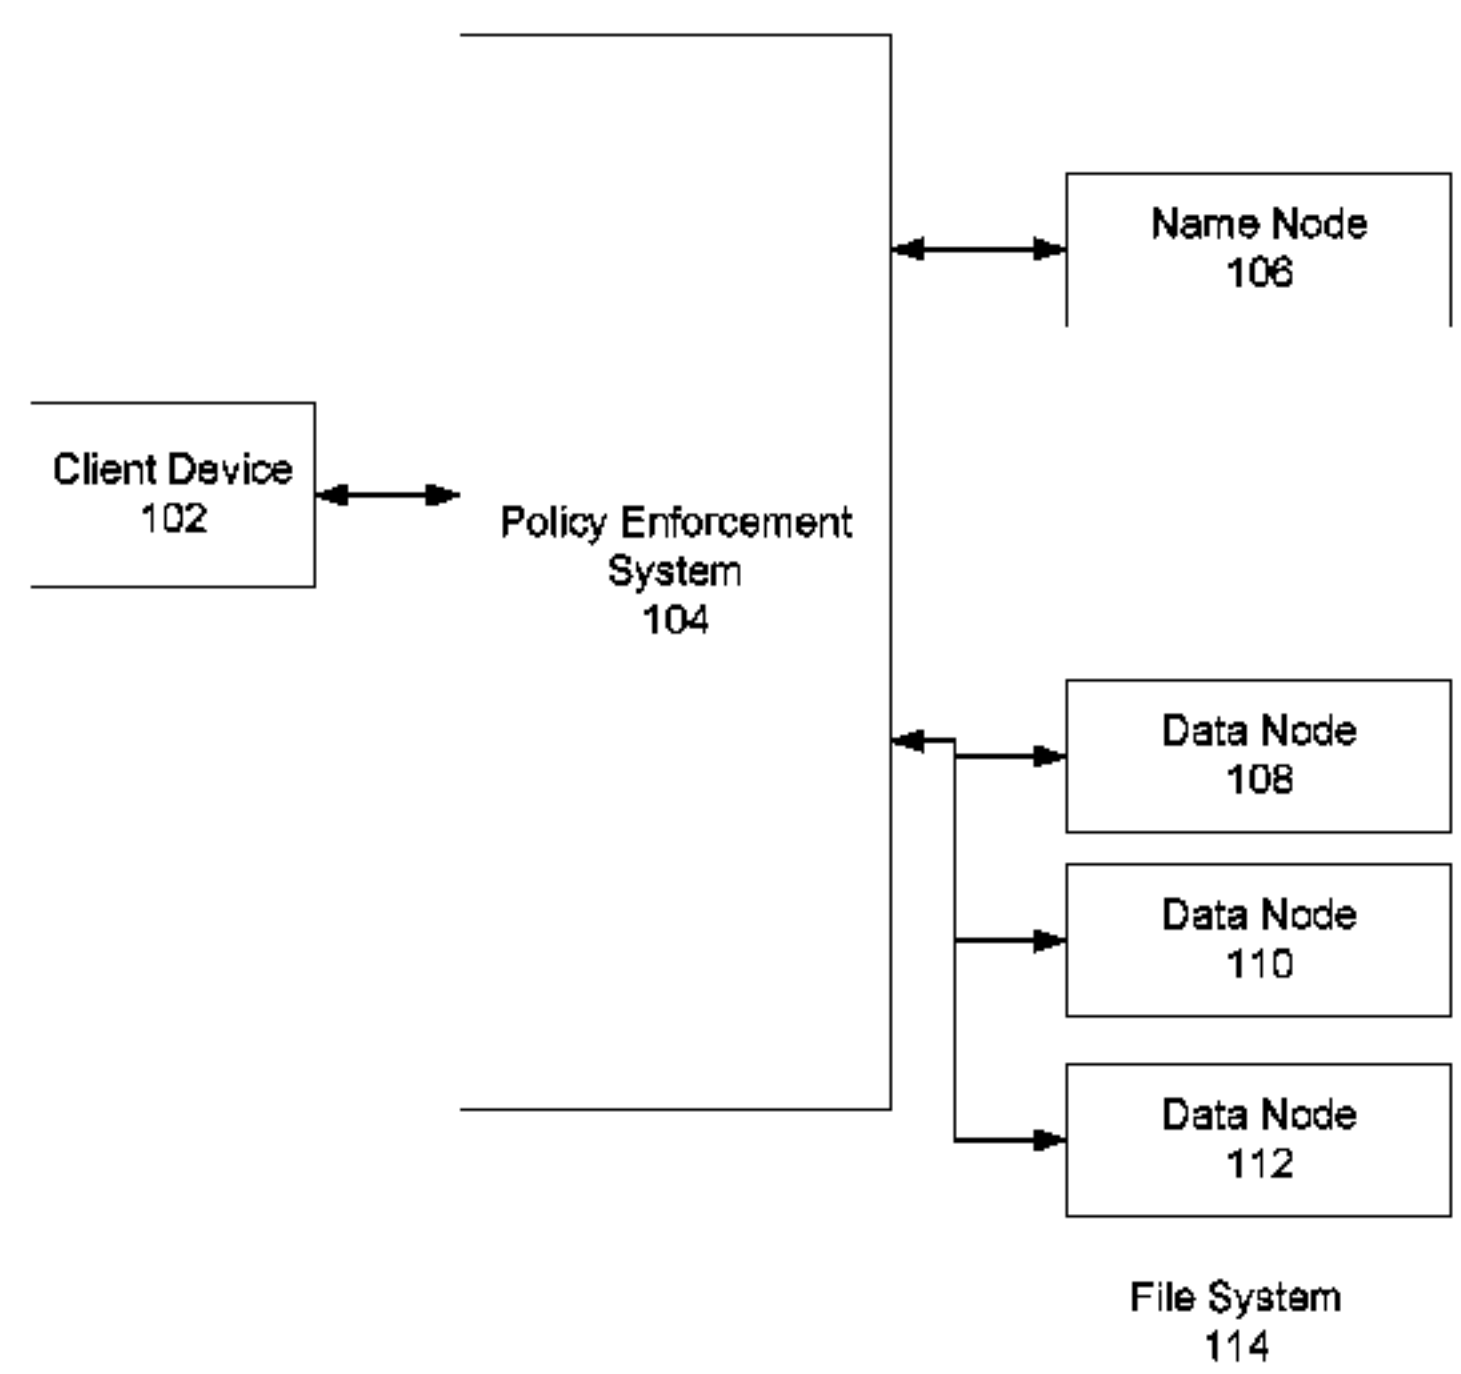 Name Node
106
Client Device
102
Policy Enforcement
System
104
Data Node
108
Data Node
110
Data Node
112
File System
114